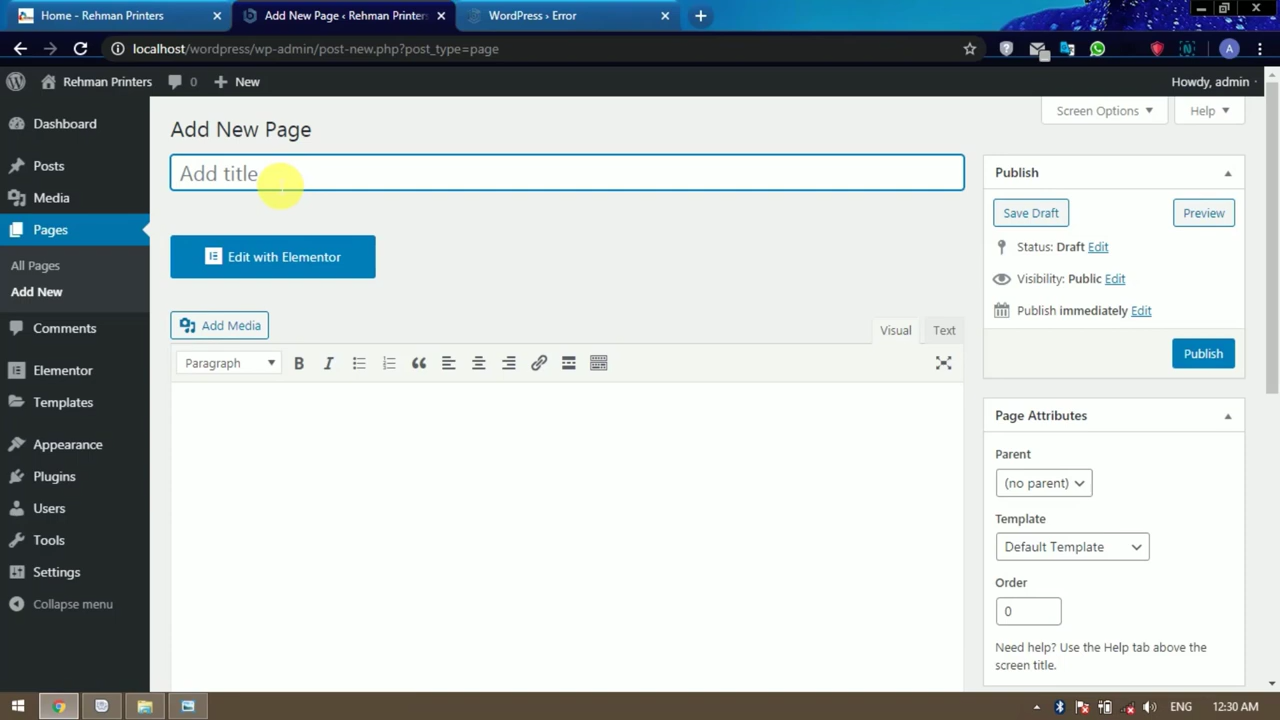 Home - Rehman Printers
Add New Page ‹ Rehman Printers
WordPress › Error
localhost/wordpress/wp-admin/post-new.php?post_type=page
A
Rehman Printers
0
New
Howdy, admin
Dashboard
Posts
Media
Pages
All Pages
Add New
Comments
Elementor
Templates
Appearance
Plugins
Users
Tools
Settings
Collapse menu
Screen Options
Help
Add New Page
Add title
Edit with Elementor
Add Media
Visual
Text
Paragraph
B
I
Publish
Save Draft
Preview
Status: Draft Edit
Visibility: Public Edit
Publish immediately Edit
Publish
Page Attributes
Parent
(no parent)
Template
Default Template
Order
0
Need help? Use the Help tab above the
screen title.
ENG
12:30 AM